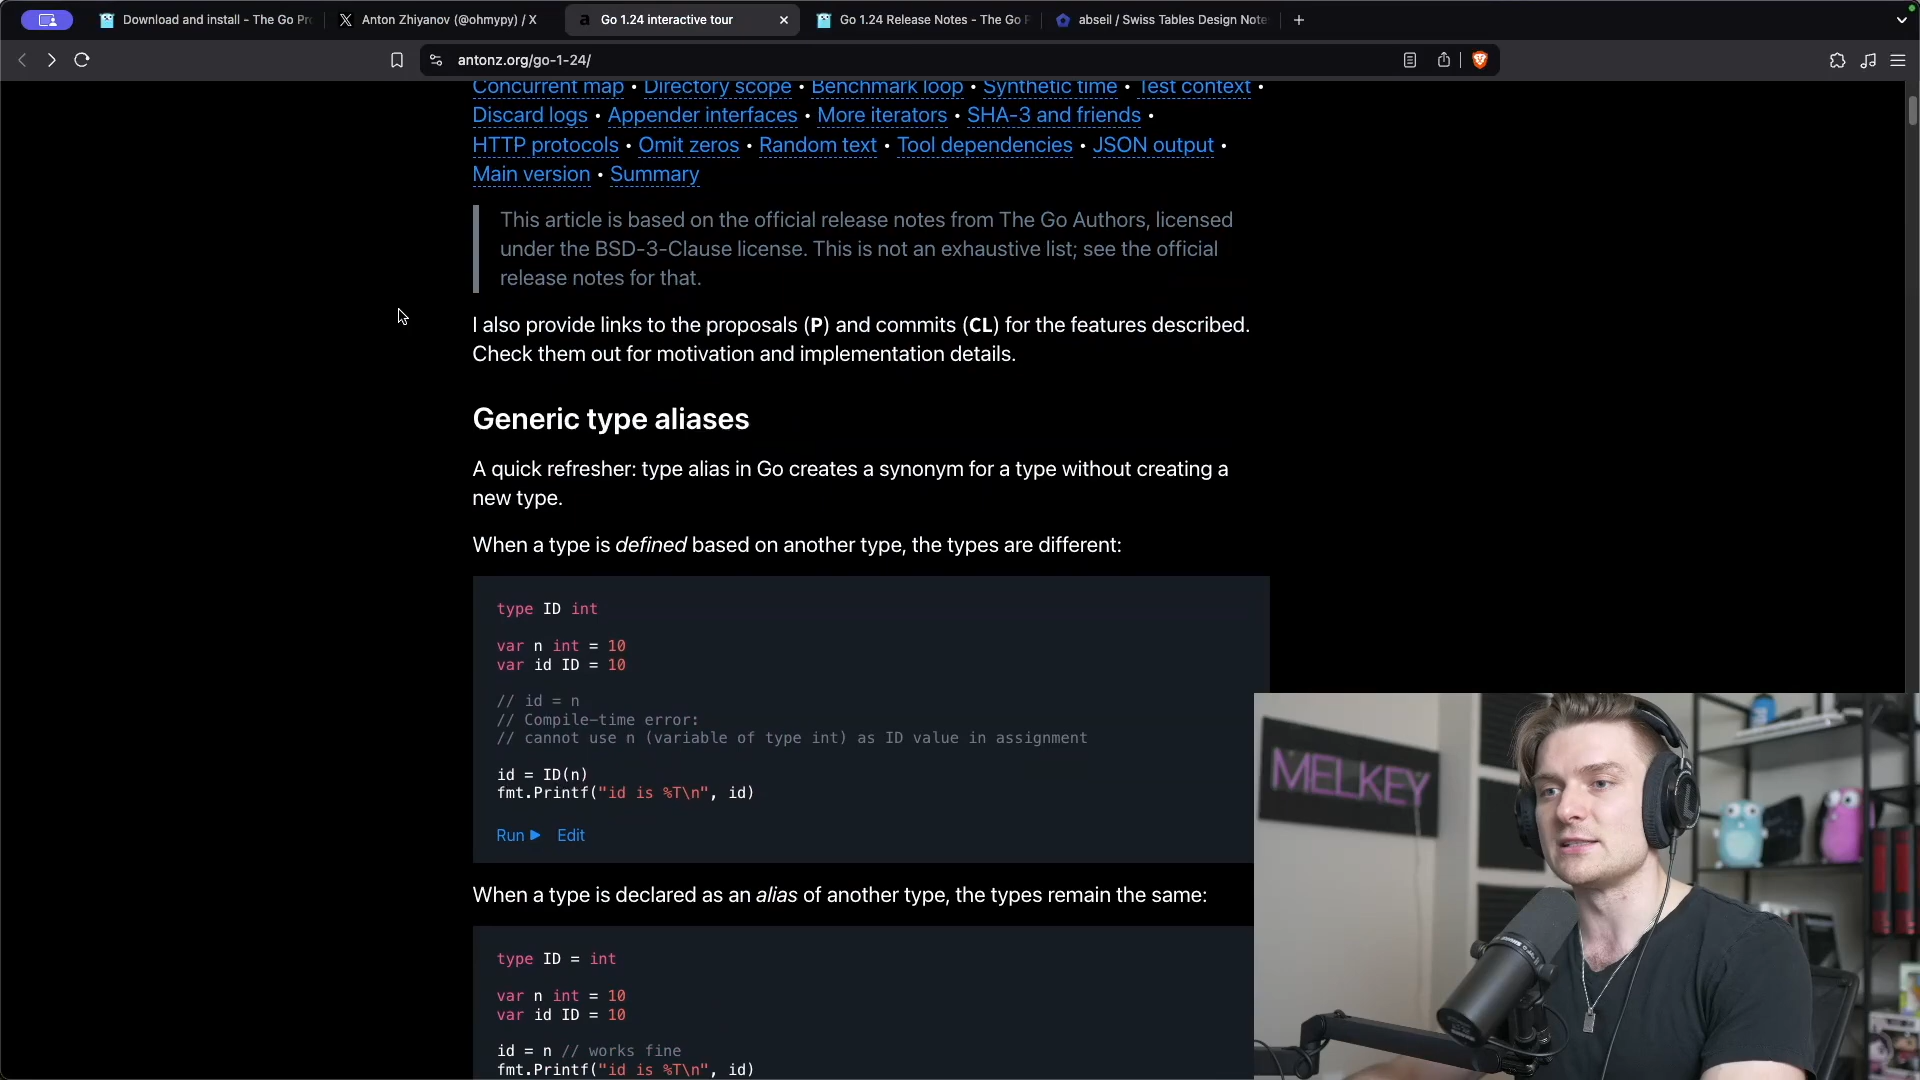 Download and install - The Go Pr
Anton Zhiyanov (@ohmypy) / X
Go 1.24 interactive tour
Go 1.24 Release Notes - The Go P
abseil / Swiss Tables Design Note
antonz.org/go-1-24/
Concurrent map • Directory scope • Benchmark loop • Synthetic time • Test context •
Discard logs • Appender interfaces • More iterators • SHA-3 and friends •
HTTP protocols • Omit zeros • Random text • Tool dependencies • JSON output •
Main version • Summary
This article is based on the official release notes from The Go Authors, licensed
under the BSD-3-Clause license. This is not an exhaustive list; see the official
release notes for that.
I also provide links to the proposals (P) and commits (CL) for the features described.
Check them out for motivation and implementation details.
Generic type aliases
A quick refresher: type alias in Go creates a synonym for a type without creating a
new type.
When a type is defined based on another type, the types are different:
type ID int
var n int = 10
var id ID = 10
// id = n
// Compile-time error:
// cannot use n (variable of type int) as ID value in assignment
id = ID(n)
fmt.Printf("id is %T\n", id)
Run Edit
When a type is declared as an alias of another type, the types remain the same:
type ID = int
var n int = 10
var id ID = 10
id = n // works fine
fmt.Printf("id is %T\n", id)
MELKEY